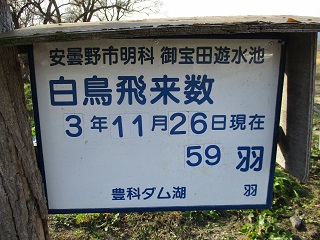 安曇野市明科 御宝田遊水池
白鳥飛来数
3年11月26日現在
59 羽
豊科ダム湖 羽